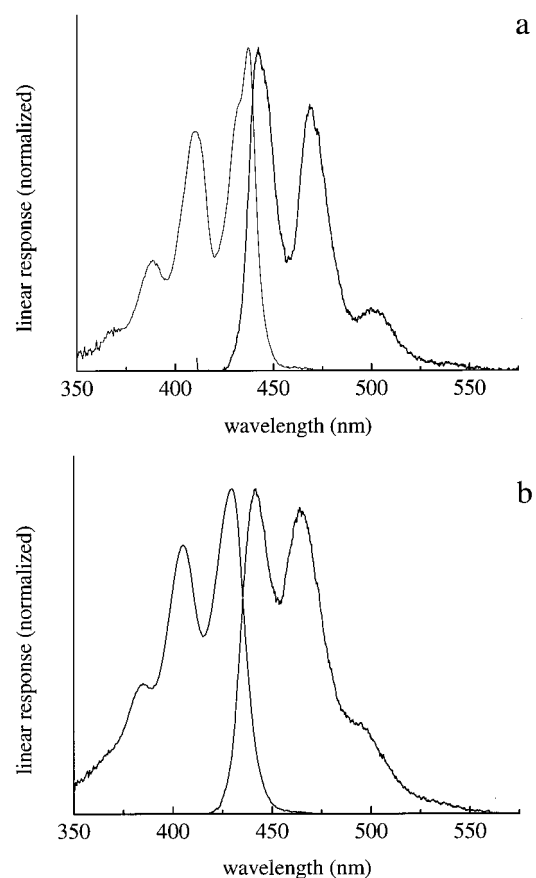 a
linear response (normalized)
350 400 450 500 550
wavelength (nm)
b
linear response (normalized)
350 400 450 500 550
wavelength (nm)